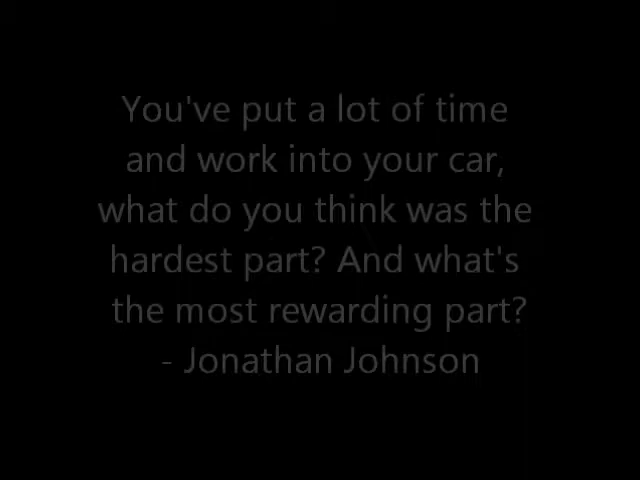 You've put a lot of time
and work into your car,
what do you think was the
hardest part? And what's
the most rewarding part?
- Jonathan Johnson